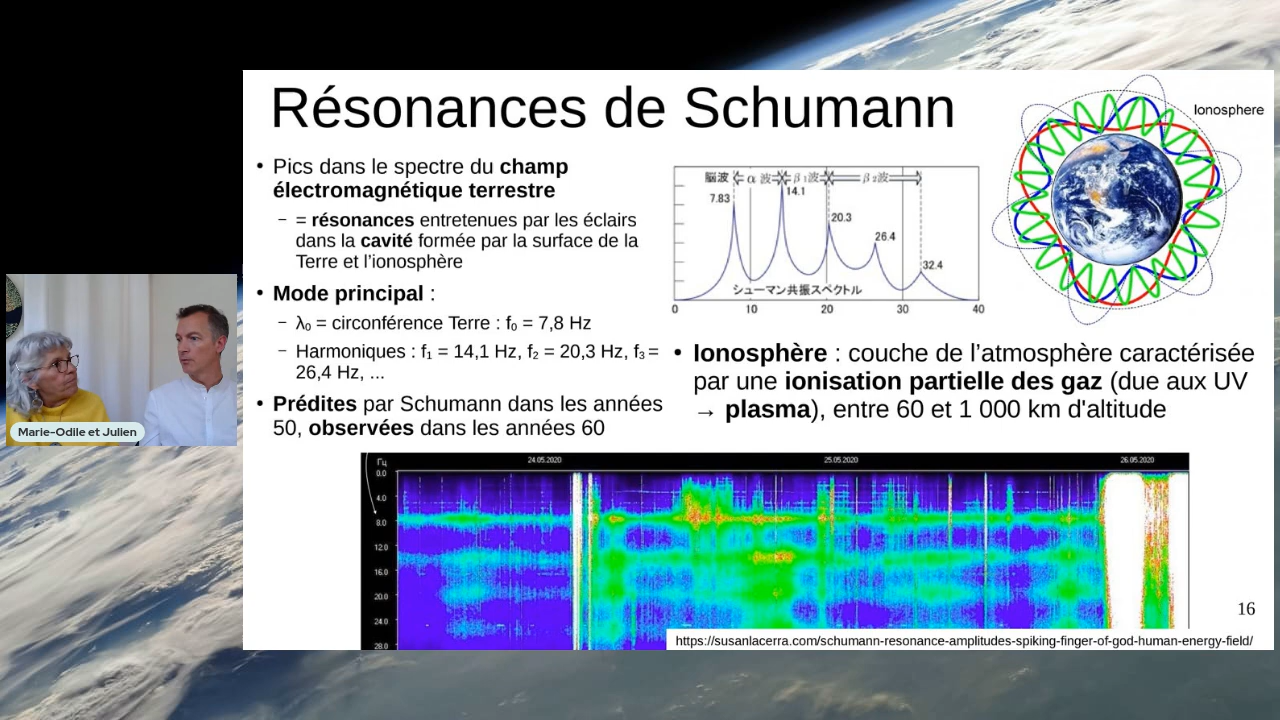 Résonances de Schumann
Ionosphere
• Pics dans le spectre du champ
électromagnétique terrestre
– = résonances entretenues par les éclairs
dans la cavité formée par la surface de la
Terre et l'ionosphère
• Mode principal :
– λ₀ = circonférence Terre : f₀ = 7,8 Hz
– Harmoniques : f₁ = 14,1 Hz, f₂ = 20,3 Hz, f₃ =
26,4 Hz, ...
• Prédites par Schumann dans les années
50, observées dans les années 60
脳波 α 波 β1波 β2波
7.83
14.1
20.3
26.4
32.4
シューマン共振スペクトル
0 10 20 30 40
• Ionosphère : couche de l'atmosphère caractérisée
par une ionisation partielle des gaz (due aux UV
→ plasma), entre 60 et 1 000 km d'altitude
Marie-Odile et Julien
Гц 24.05.2020 25.05.2020 26.05.2020
0.0
4.0
8.0
12.0
16.0
20.0
24.0
28.0
16
https://susanlacerra.com/schumann-resonance-amplitudes-spiking-finger-of-god-human-energy-field/